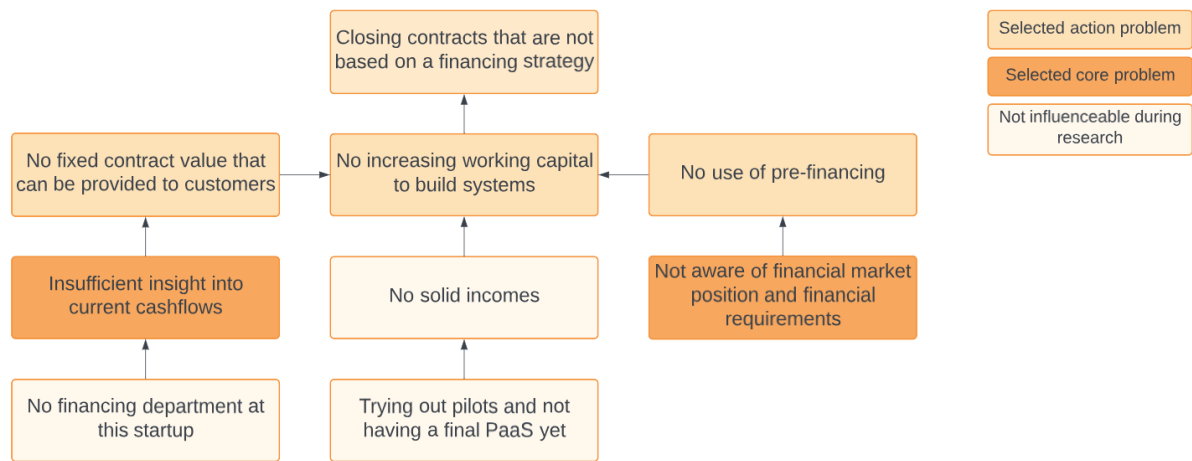 Closing contracts that are not
based on a financing strategy
Selected action problem
Selected core problem
Not influenceable during
research
No fixed contract value that
can be provided to customers
No increasing working capital
to build systems
No use of pre-financing
Insufficient insight into
current cashflows
No solid incomes
Not aware of financial market
position and financial
requirements
No financing department at
this startup
Trying out pilots and not
having a final PaaS yet